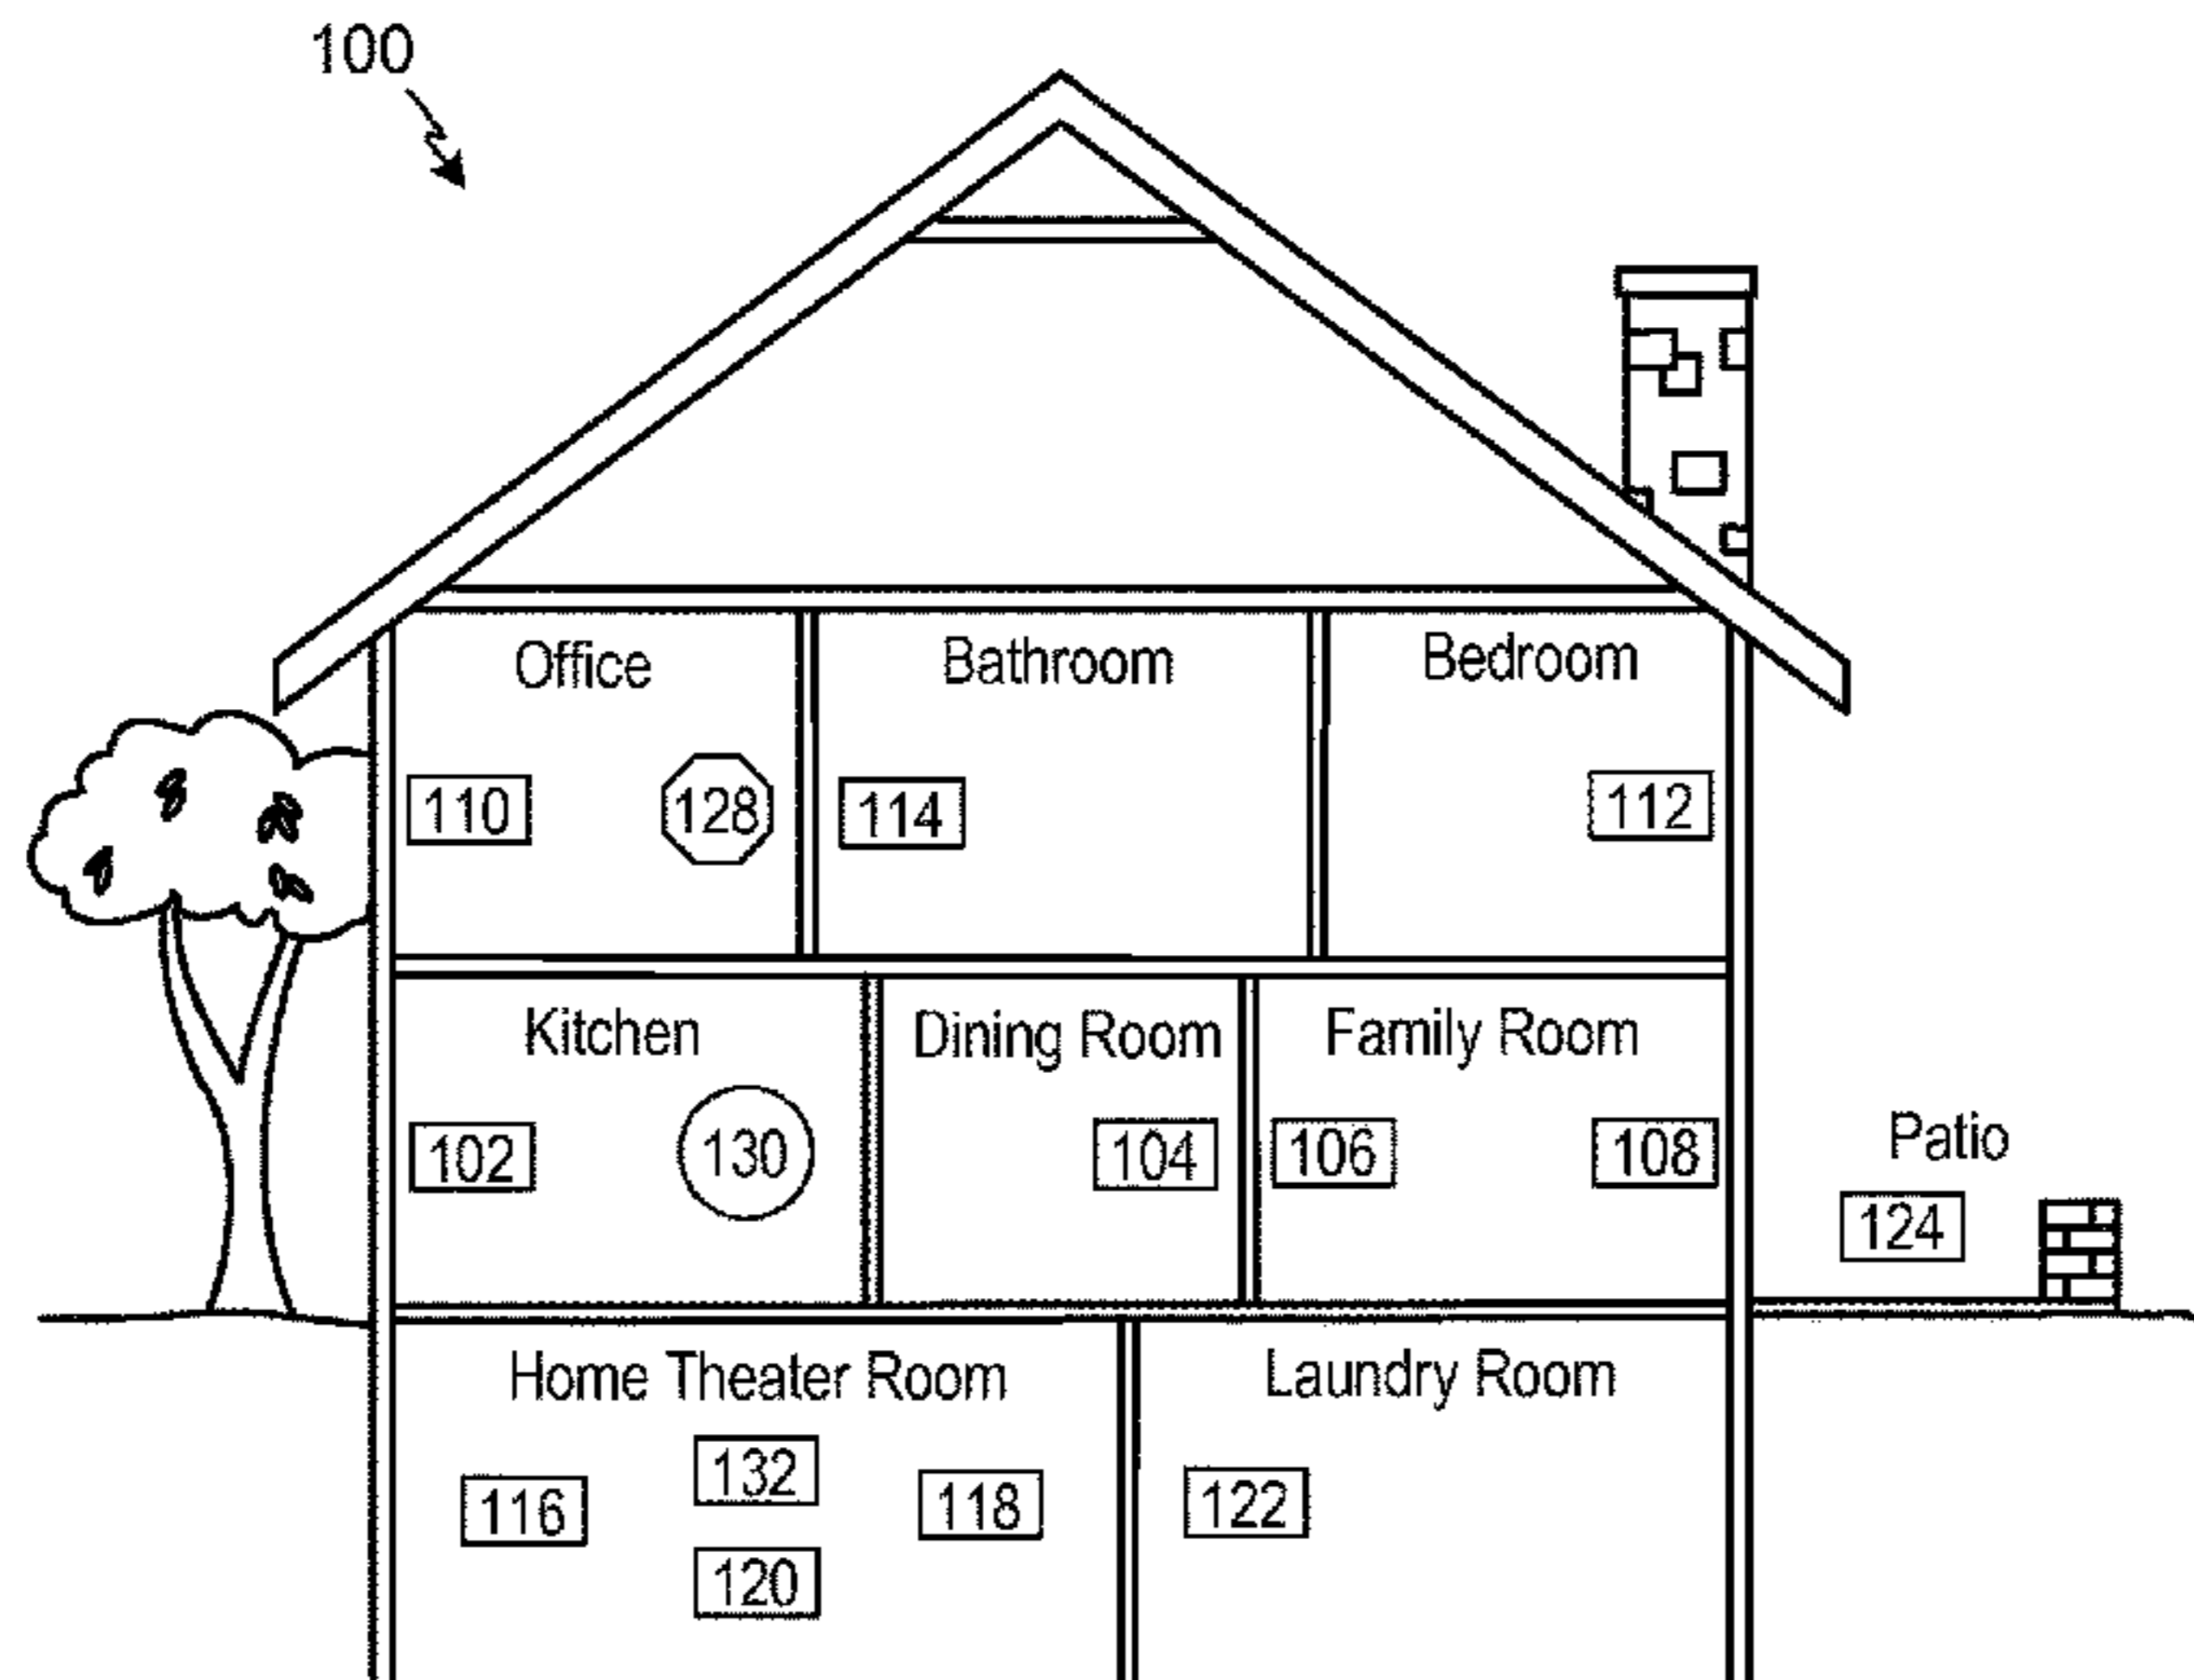 100
Office
Bathroom
Bedroom
110
128
114
112
Kitchen
Dining Room
Family Room
102
130
104
106
108
Patio
124
Home Theater Room
Laundry Room
132
116
118
122
120